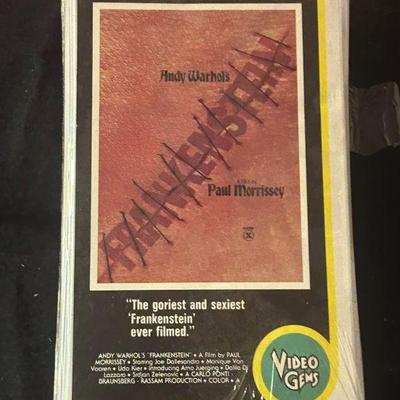 Andy Warhol's
FRANKENSTEIN
A Film by
Paul Morrissey
X
"The goriest and sexiest
'Frankenstein'
ever filmed."
ANDY WARHOL'S "FRANKENSTEIN" • A Film by PAUL
MORRISSEY • Starring Joe Dallesandro • Monique Van
Vooren • Udo Kier • Introducing Arno Juerging • Dalila Di
Lazzaro • Srdjan Zelenovic • A CARLO PONTI
BRAUNSBERG - RASSAM PRODUCTION • COLOR • A
VIDEO
GEMS